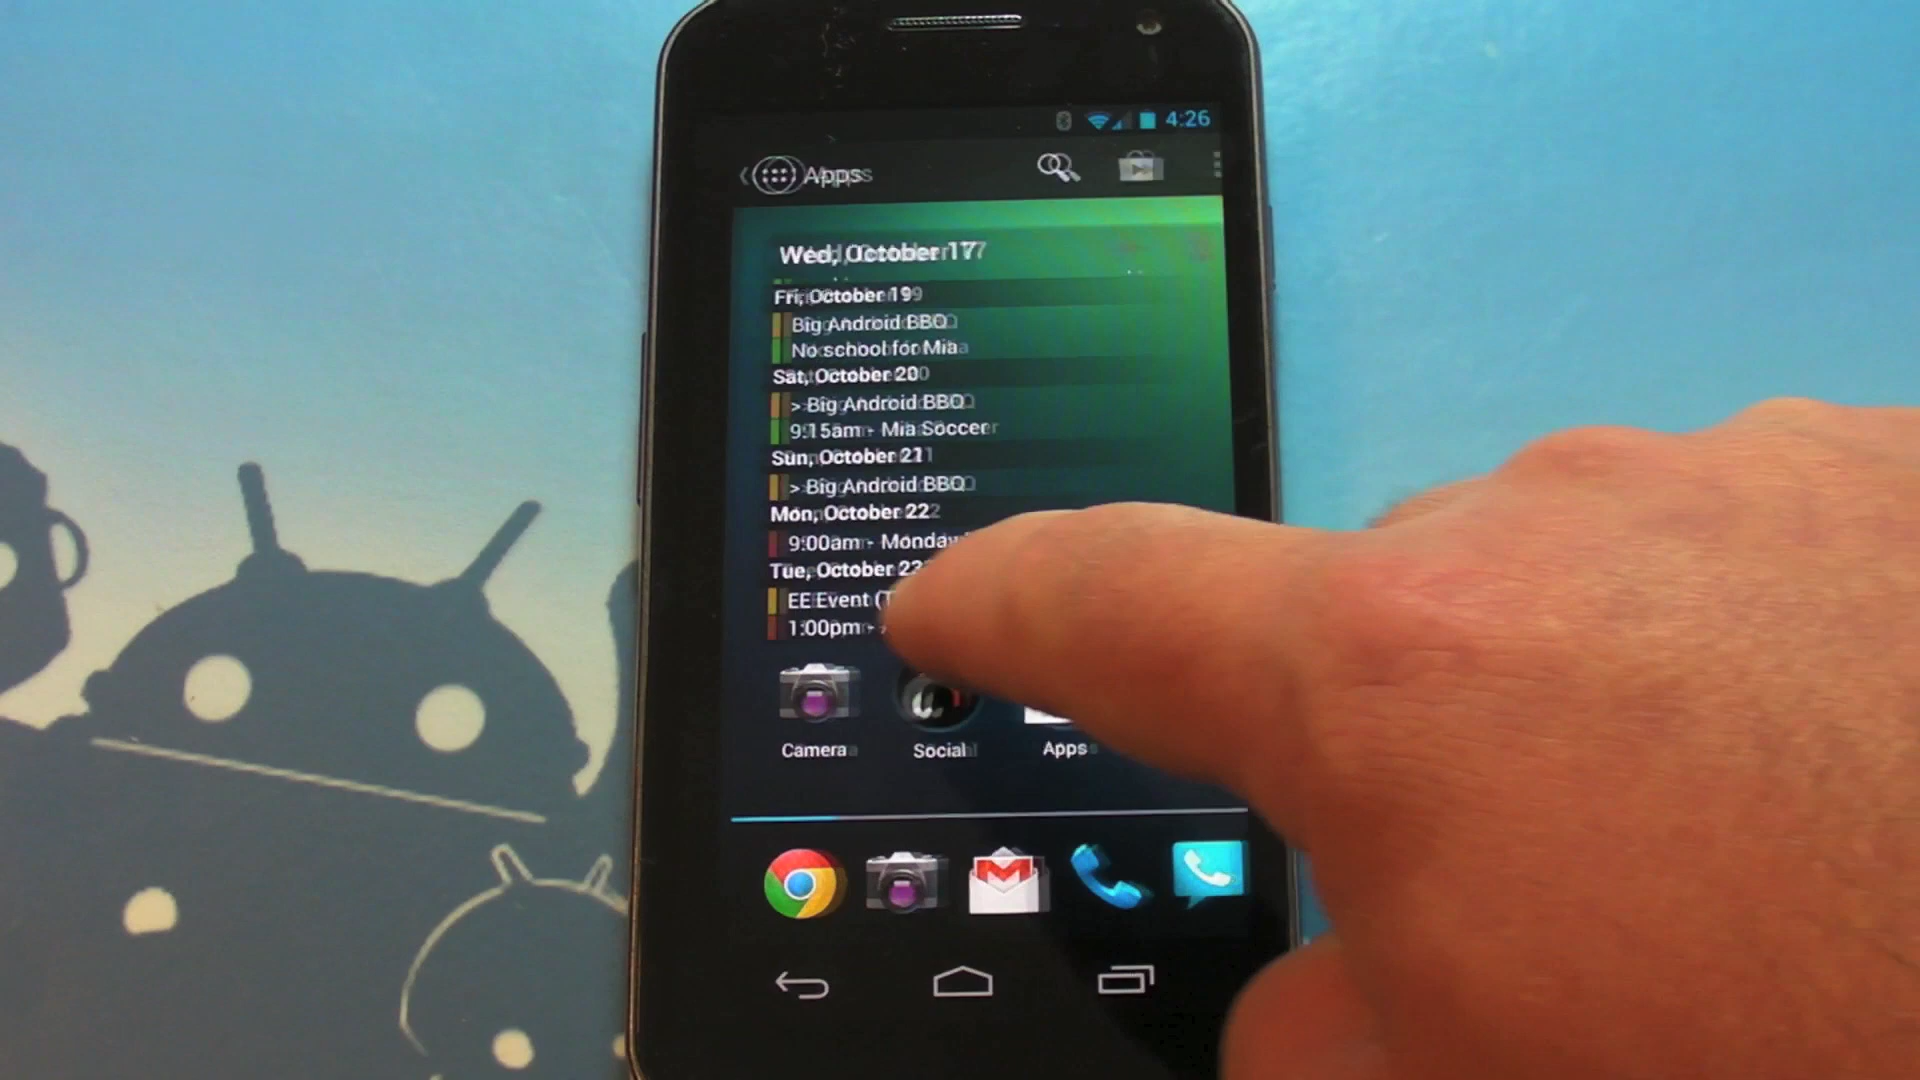 4:26
Apps
Wed, October 17
Fri, October 19
Big Android BBQ
No school for Mia
Sat, October 20
> Big Android BBQ
9:15am - Mia Soccer
Sun, October 21
> Big Android BBQ
Mon, October 22
9:00am - Monday
Tue, October 23
EE Event (T
1:00pm -
Camera
Social
Apps